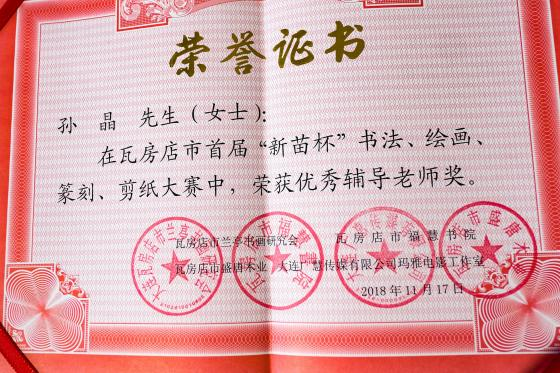 荣誉证书
孙 晶 先生（女士）：
在瓦房店市首届“新苗杯”书法、绘画、
篆刻、剪纸大赛中，荣获优秀辅导老师奖。
瓦房店市兰亭书画研究会 瓦房店市福慧书院
瓦房店市盛唐木业 大连广慧传媒有限公司玛雅电影工作室
2018年11月17日